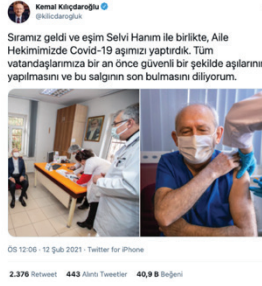 Kemal Kılıçdaroğlu
@kilicdarogluk
Sıramız geldi ve eşim Selvi Hanım ile birlikte, Aile
Hekimimizde Covid-19 aşımızı yaptırdık. Tüm
vatandaşlarımıza bir an önce güvenli bir şekilde aşılarının
yapılmasını ve bu salgının son bulmasını diliyorum.
ÖS 12:06 · 12 Şub 2021 · Twitter for iPhone
2.376 Retweet 443 Alıntı Tweetler 40,9 B Beğeni